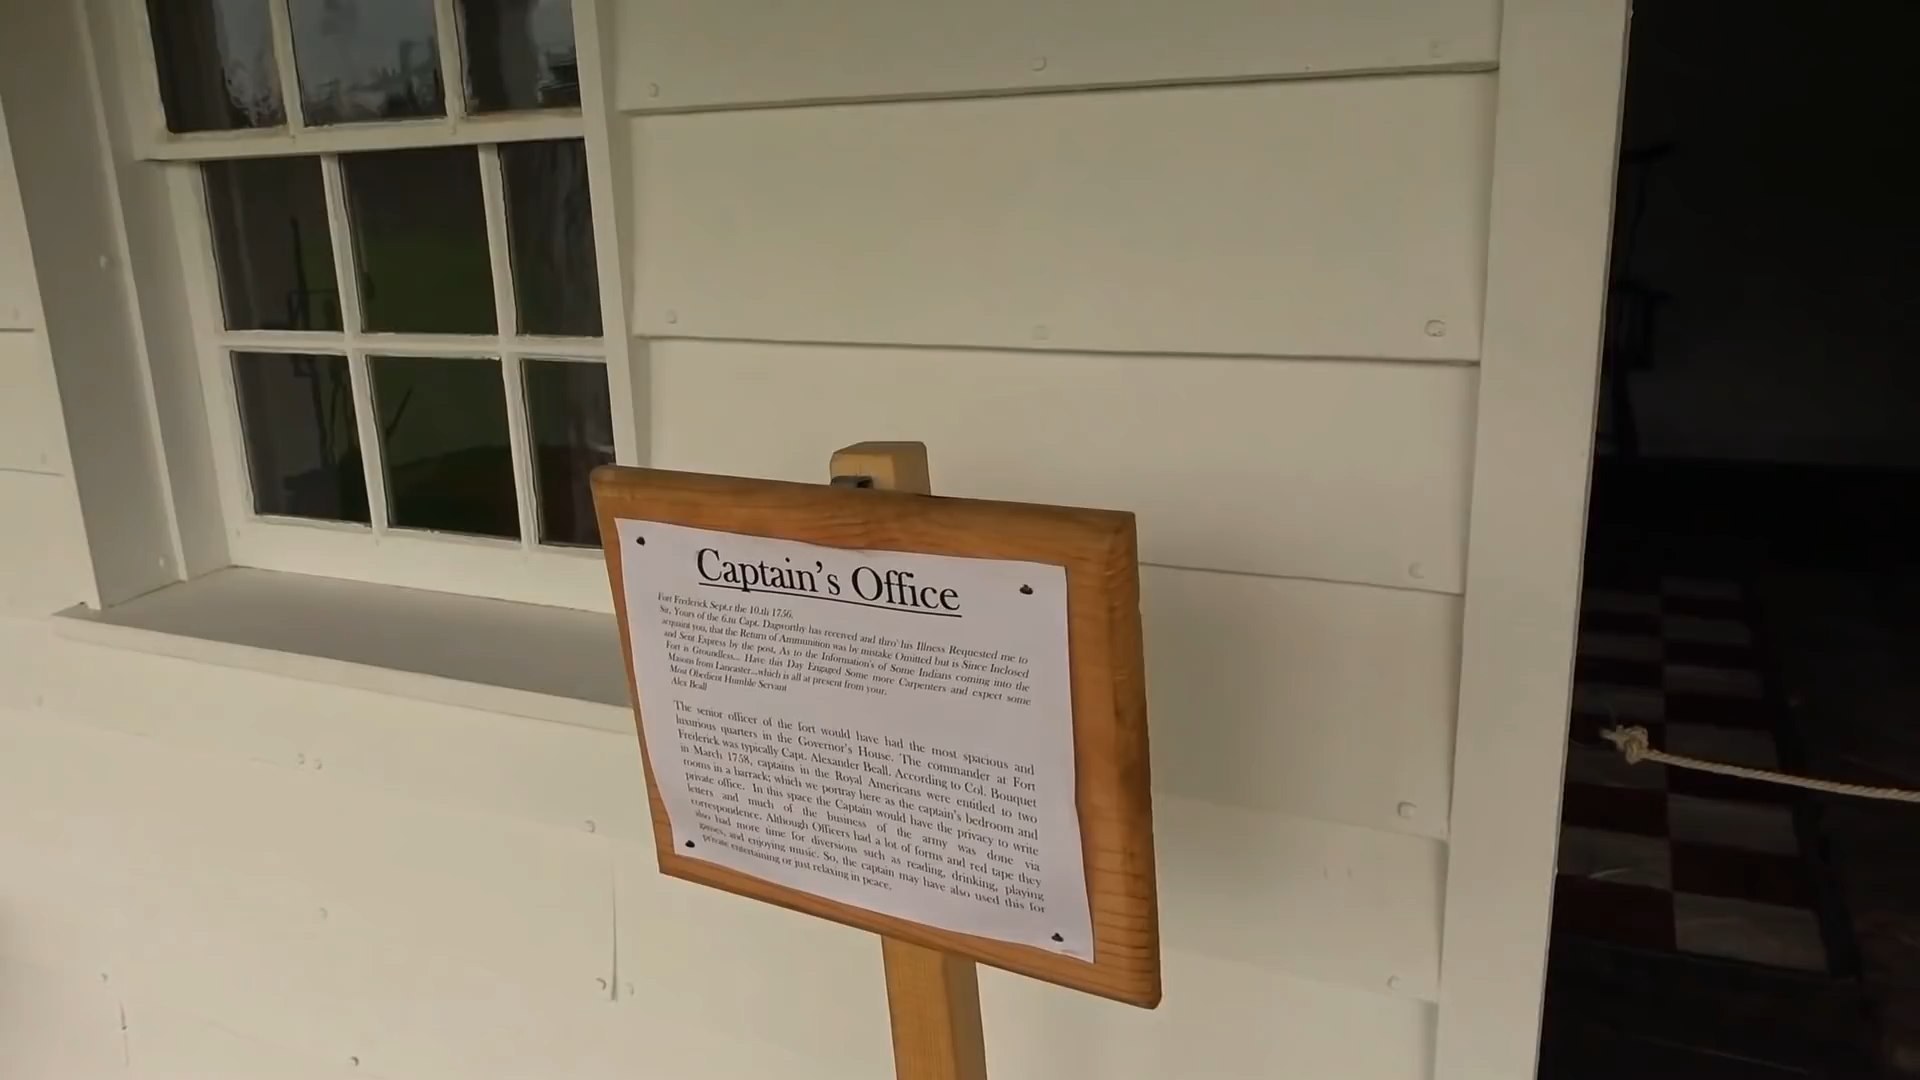 Captain's Office
Fort Frederick Sept.r the 10.th 1756.
Sir, Yours of the 6.th Capt. Dagworthy has received and thro' his Illness Requested me to
acquaint you, that the Return of Ammunition was by mistake Omitted but is Since Inclosed
and Sent Express by the post, As to the Information's of Some Indians coming into the
Fort is Groundless... Have this Day Engaged Some more Carpenters and expect some
Masons from Lancaster...which is all at present from your.
Most Obedient Humble Servant
Alex Beall
The senior officer of the fort would have had the most spacious and
luxurious quarters in the Governor's House. The commander at Fort
Frederick was typically Capt. Alexander Beall. According to Col. Bouquet
in March 1758, captains in the Royal Americans were entitled to two
rooms in a barrack; which we portray here as the captain's bedroom and
private office. In this space the Captain would have the privacy to write
letters and much of the business of the army was done via
correspondence. Although Officers had a lot of forms and red tape they
also had more time for diversions such as reading, drinking, playing
games, and enjoying music. So, the captain may have also used this for
private entertaining or just relaxing in peace.